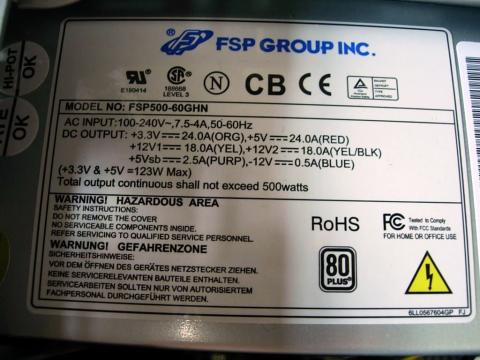 FSP GROUP INC.
HI-POT
OK
OK
E190414
168668
LEVEL 3
N
CB
CE
MODEL NO: FSP500-60GHN
AC INPUT:100-240V~,7.5-4A,50-60Hz
DC OUTPUT: +3.3V⎓24.0A(ORG), +5V⎓24.0A(RED)
+12V1⎓18.0A(YEL), +12V2⎓18.0A(YEL/BLK)
+5Vsb⎓2.5A(PURP), -12V⎓0.5A(BLUE)
(+3.3V & +5V =123W Max)
Total output continuous shall not exceed 500watts
WARNING! HAZARDOUS AREA
SAFETY INSTRUCTIONS:
DO NOT REMOVE THE COVER
NO SERVICEABLE COMPONENTS INSIDE.
REFER SERVICING TO QUALIFIED SERVICE PERSONNEL.
WARNUNG! GEFAHRENZONE
SICHERHEITSHINWEISE:
VOR DEM ÖFFNEN DES GERÄTES NETZSTECKER ZIEHEN.
KEINE SERVICERELEVANTEN BAUTEILE ENTHALTEN.
SERVICEARBEITEN SOLLTEN NUR VON AUTORISIERTEM
FACHPERSONAL DURCHGEFÜHRT WERDEN.
RoHS
FC Tested to Comply
With FCC Standards
FOR HOME OR OFFICE USE
80
PLUS
6LL0567604GP FJ